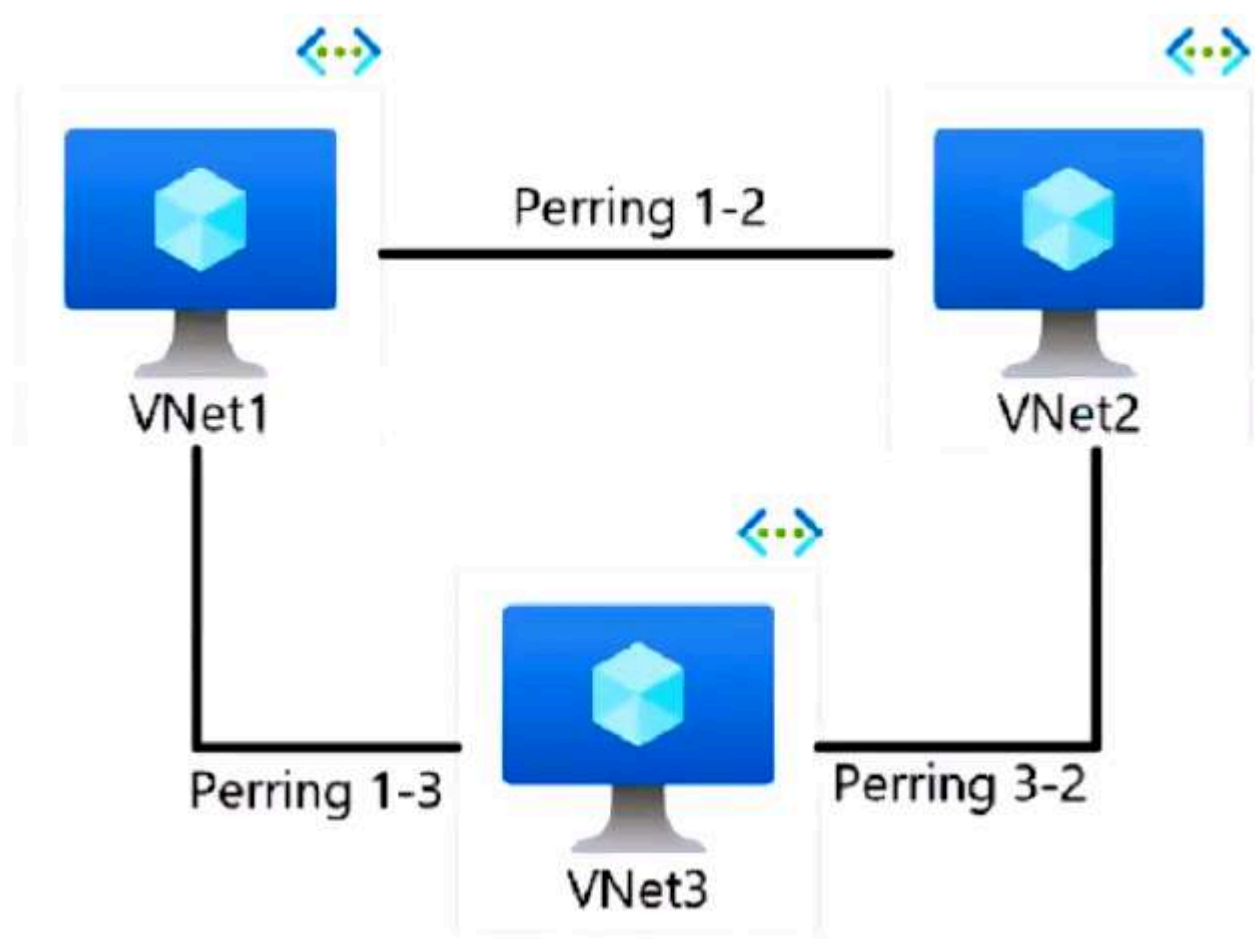 Perring 1-2
VNet1
VNet2
Perring 1-3
Perring 3-2
VNet3